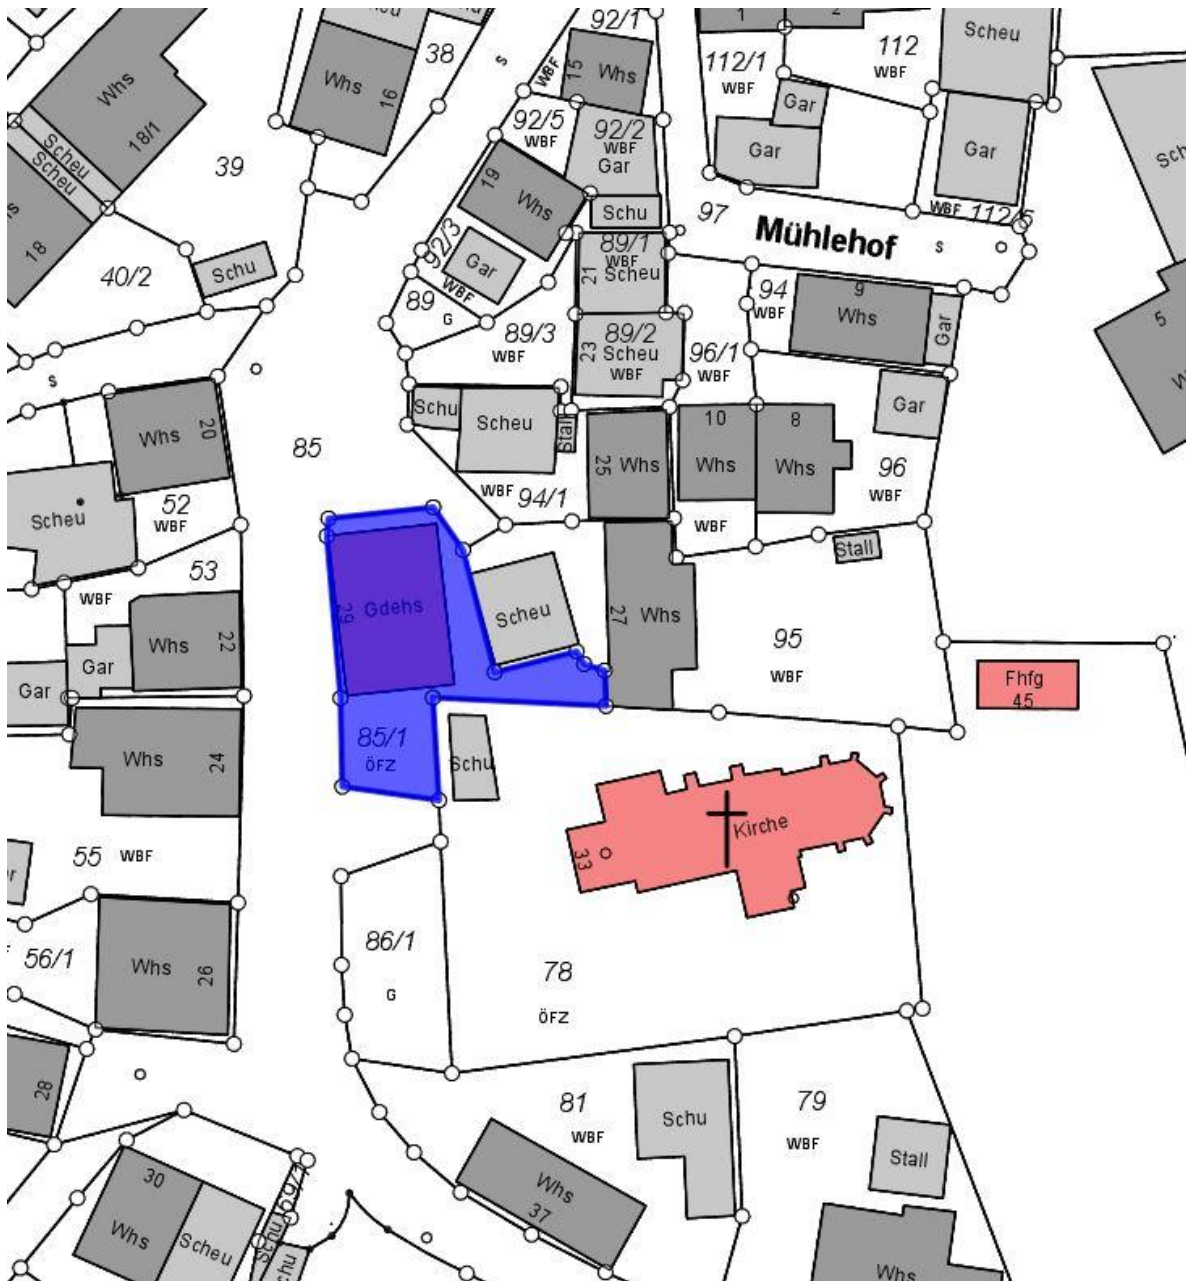 92/1
Scheu
1
2
Scheu
38
s
112
WBF
15
Whs
WBF
112/1
WBF
Whs
Whs
16
Gar
92/5
WBF
92/2
WBF
Gar
Gar
Gar
18/1
Scheu
Scheu
39
19
Whs
Schu
97
WBF
112/5
Mühlehof
s
18
92/3
WBF
Gar
89/1
WBF
Scheu
21
40/2
Schu
94
WBF
9
Whs
Gar
5
89
G
89/3
WBF
89/2
Scheu
WBF
23
96/1
WBF
s
Schu
Scheu
Stall
Gar
10
Whs
8
Whs
Whs
20
85
25
Whs
96
WBF
WBF
94/1
52
WBF
Scheu
WBF
Stall
53
WBF
Gdehs
29
Scheu
27
Whs
95
WBF
Whs
22
Gar
Gar
Fhfg
45
85/1
ÖFZ
Schu
Whs
24
Kirche
33
55
WBF
86/1
G
78
ÖFZ
56/1
Whs
26
28
81
WBF
Schu
79
WBF
Stall
30
Whs
Scheu
Schu
Whs
37
Whs